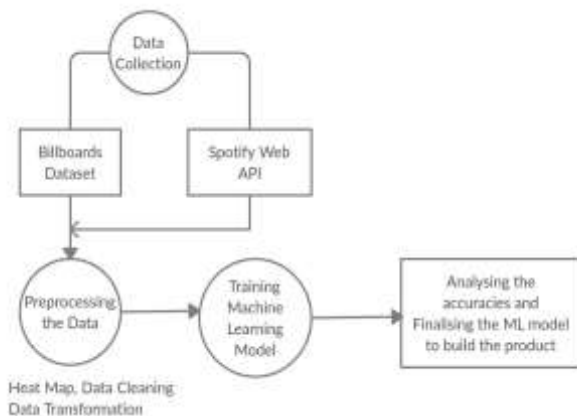 Data
Collection
Billboards
Dataset
Spotify Web
API
Preprocessing
the Data
Training
Machine
Learning
Model
Analysing the
accuracies and
Finalising the ML model
to build the product
Heat Map, Data Cleaning
Data Transformation